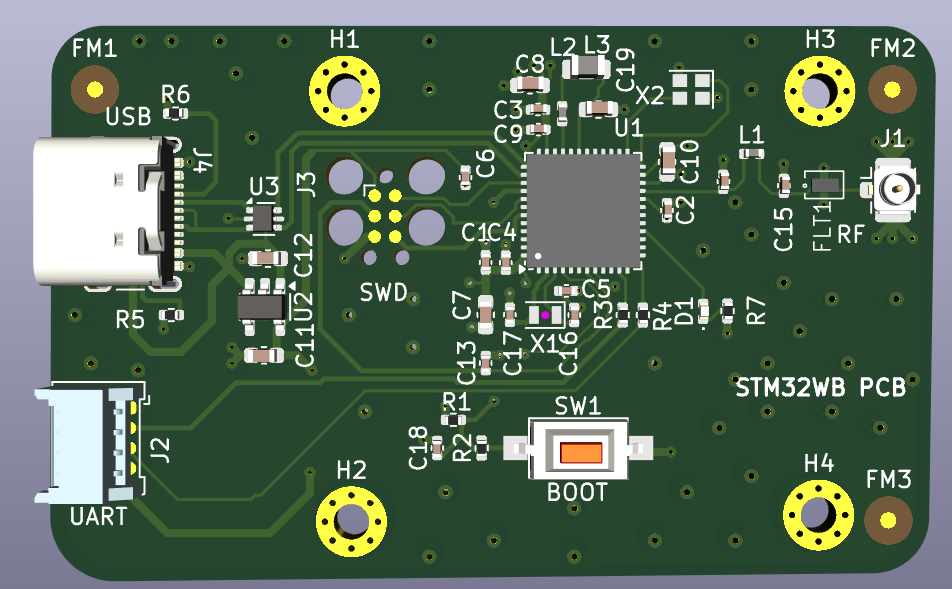 FM1
H1
L2
L3
H3
FM2
C8
C19
R6
X2
USB
C3
C9
U1
L1
J1
J4
C6
C10
U3
J3
C2
C15
FLT1
RF
C1
C4
C12
SWD
C5
C7
U2
R5
C17
X1
C16
R3
R4
D1
R7
C11
C13
STM32WB PCB
R1
SW1
C18
R2
J2
BOOT
H2
H4
FM3
UART